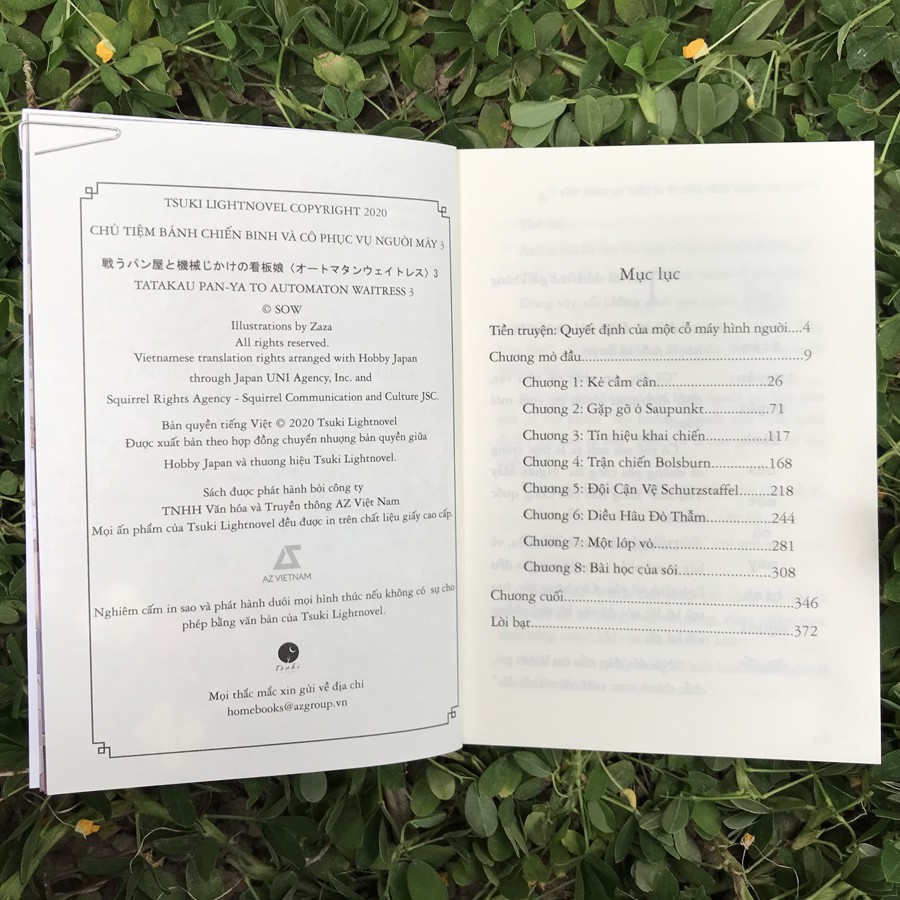 TSUKI LIGHTNOVEL COPYRIGHT 2020
CHỦ TIỆM BÁNH CHIẾN BINH VÀ CÔ PHỤC VỤ NGƯỜI MÁY 3
戦うパン屋と機械じかけの看板娘〈オートマタンウェイトレス〉3
TATAKAU PAN-YA TO AUTOMATON WAITRESS 3
© SOW
Illustrations by Zaza
All rights reserved.
Vietnamese translation rights arranged with Hobby Japan
through Japan UNI Agency, Inc. and
Squirrel Rights Agency - Squirrel Communication and Culture JSC.
Bản quyền tiếng Việt © 2020 Tsuki Lightnovel
Được xuất bản theo hợp đồng chuyển nhượng bản quyền giữa
Hobby Japan và thương hiệu Tsuki Lightnovel.
Sách được phát hành bởi công ty
TNHH Văn hóa và Truyền thông AZ Việt Nam
Mọi ấn phẩm của Tsuki Lightnovel đều được in trên chất liệu giấy cao cấp.
AZ VIETNAM
Nghiêm cấm in sao và phát hành dưới mọi hình thức nếu không có sự cho
phép bằng văn bản của Tsuki Lightnovel.
Tsuki
Mọi thắc mắc xin gửi về địa chỉ
homebooks@azgroup.vn
Mục lục
Tiền truyện: Quyết định của một cỗ máy hình người....4
Chương mở đầu....9
Chương 1: Kẻ cầm cân....26
Chương 2: Gặp gỡ ở Saupunkt....71
Chương 3: Tín hiệu khai chiến....117
Chương 4: Trận chiến Bolsburn....168
Chương 5: Đội Cận Vệ Schutzstaffel....218
Chương 6: Diều Hâu Đỏ Thẫm....244
Chương 7: Một lớp vỏ....281
Chương 8: Bài học của sói....308
Chương cuối....346
Lời bạt....372